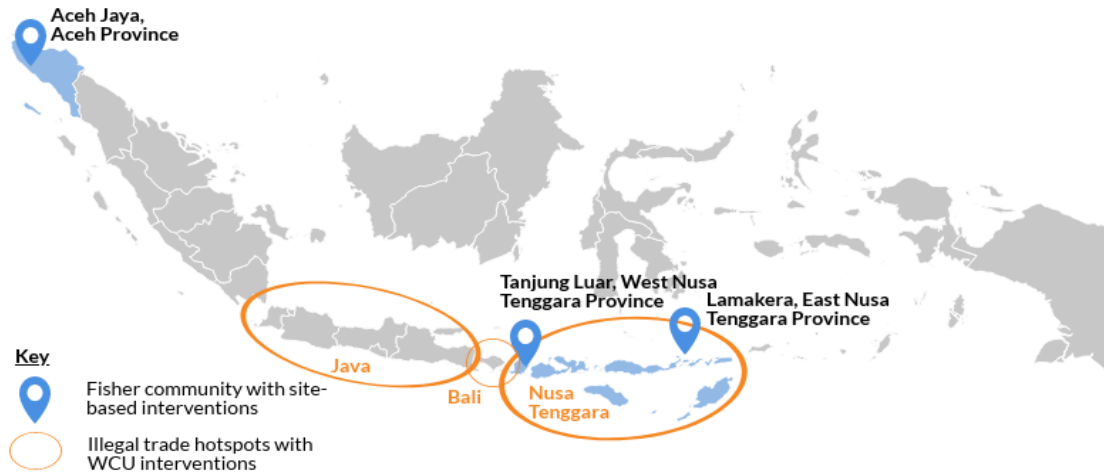 Aceh Jaya,
Aceh Province
Tanjung Luar, West Nusa
Tenggara Province
Lamakera, East Nusa
Tenggara Province
Java
Bali
Nusa
Tenggara
Key
Fisher community with site-
based interventions
Illegal trade hotspots with
WCU interventions